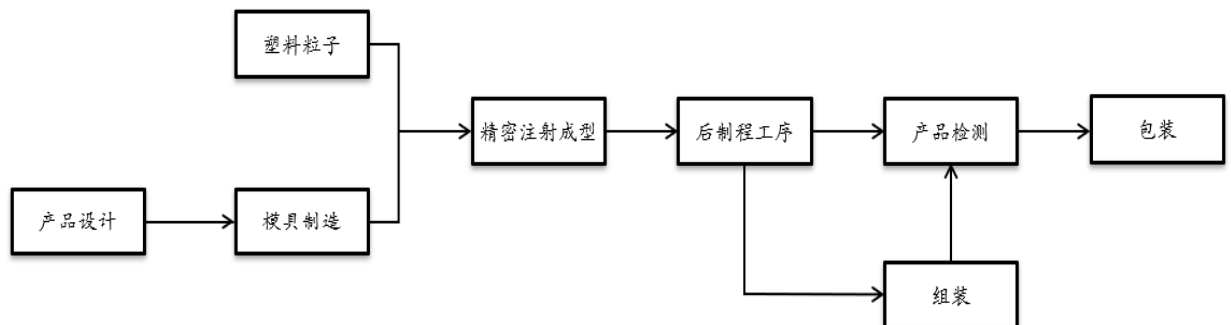 塑料粒子
精密注射成型
后制程工序
产品检测
包装
产品设计
模具制造
组装